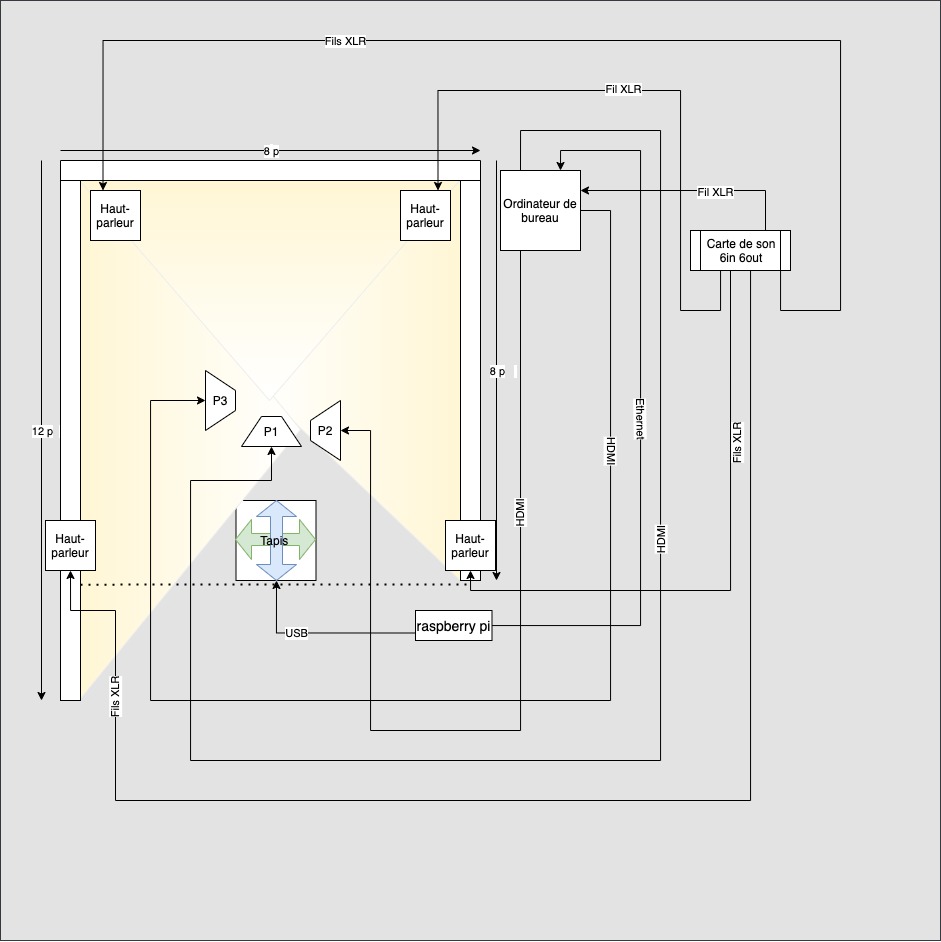 Fils XLR
Fil XLR
8 p
Haut-
parleur
Haut-
parleur
Ordinateur de
bureau
Fil XLR
Carte de son
6in 6out
8 p
P3
P1
P2
12 p
Ethernet
HDMI
Fils XLR
HDMI
HDMI
Haut-
parleur
Tapis
Haut-
parleur
USB
raspberry pi
Fils XLR